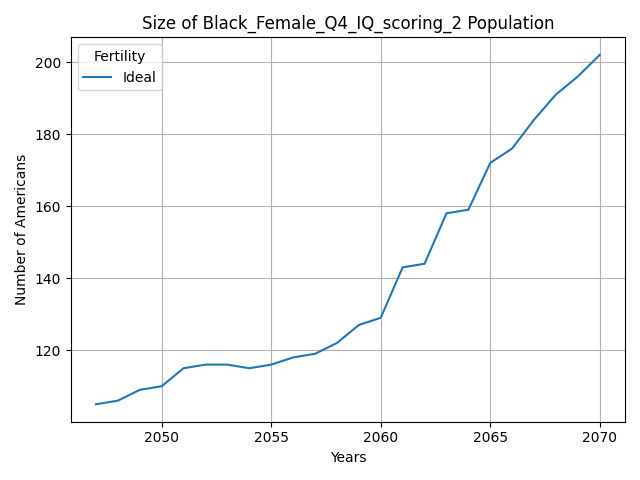 Size of Black_Female_Q4_IQ_scoring_2 Population
Fertility
Ideal
Number of Americans
200
180
160
140
120
2050
2055
2060
2065
2070
Years